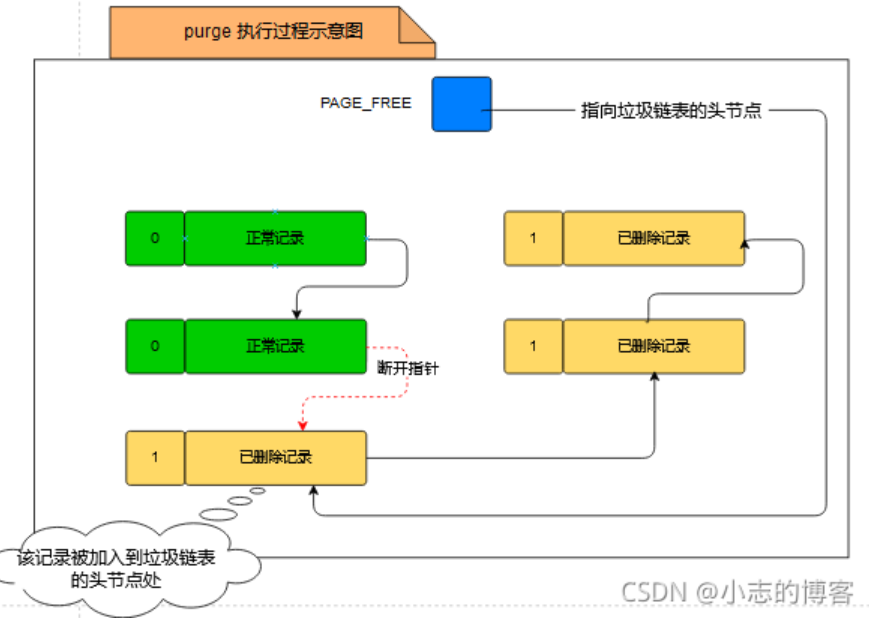 purge 执行过程示意图
PAGE_FREE
指向垃圾链表的头节点
0
正常记录
1
已删除记录
0
正常记录
1
已删除记录
断开指针
1
已删除记录
该记录被加入到垃圾链表
的头节点处
CSDN @小志的博客